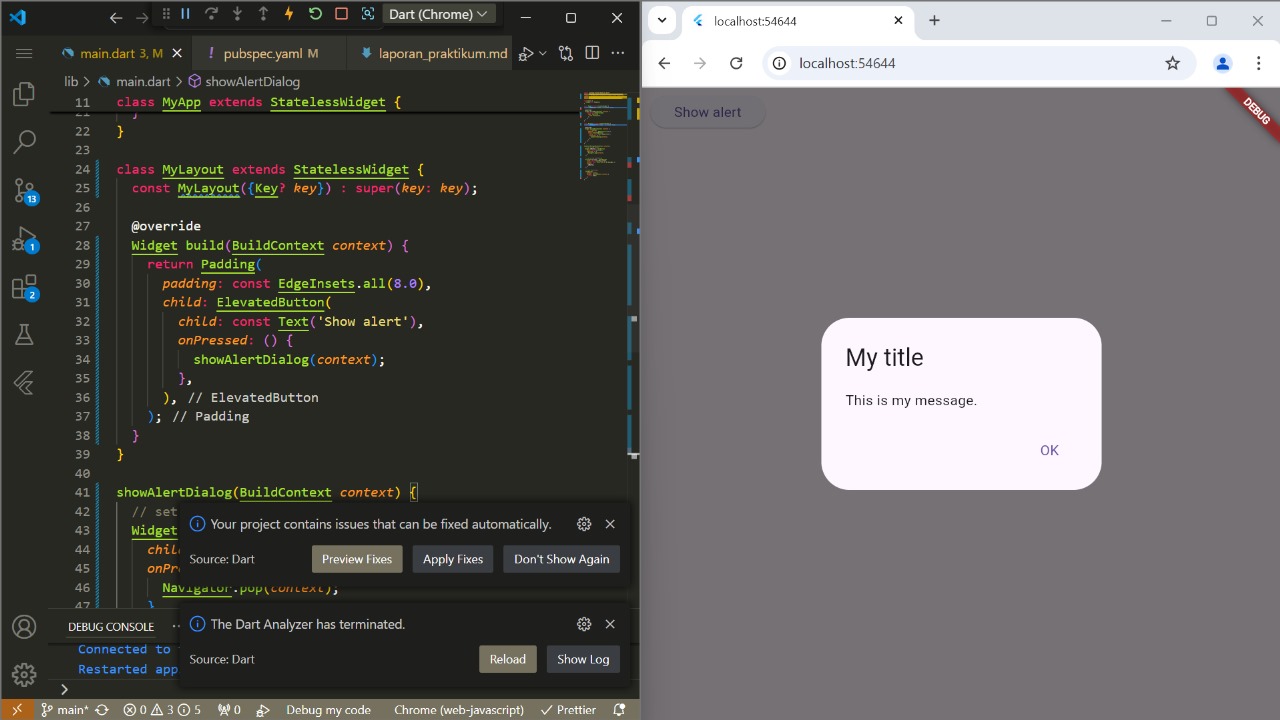 Dart (Chrome)
main.dart 3, M
! pubspec.yaml M
laporan_praktikum.md
lib > main.dart > showAlertDialog
11 class MyApp extends StatelessWidget {
21 }
22 }
23
24 class MyLayout extends StatelessWidget {
25 const MyLayout({Key? key}) : super(key: key);
26
27 @override
28 Widget build(BuildContext context) {
29 return Padding(
30 padding: const EdgeInsets.all(8.0),
31 child: ElevatedButton(
32 child: const Text('Show alert'),
33 onPressed: () {
34 showAlertDialog(context);
35 },
36 ), // ElevatedButton
37 ); // Padding
38 }
39 }
40
41 showAlertDialog(BuildContext context) {
42 // set
43 Widget
44 chil
45 onPr
46 Navigator.pop(context);
47 }
13
1
2
Your project contains issues that can be fixed automatically.
Source: Dart
Preview Fixes
Apply Fixes
Don't Show Again
The Dart Analyzer has terminated.
Source: Dart
Reload
Show Log
DEBUG CONSOLE
Connected to
Restarted app
>
main*
0 3 5
0
Debug my code
Chrome (web-javascript)
Prettier
localhost:54644
localhost:54644
Show alert
DEBUG
My title
This is my message.
OK